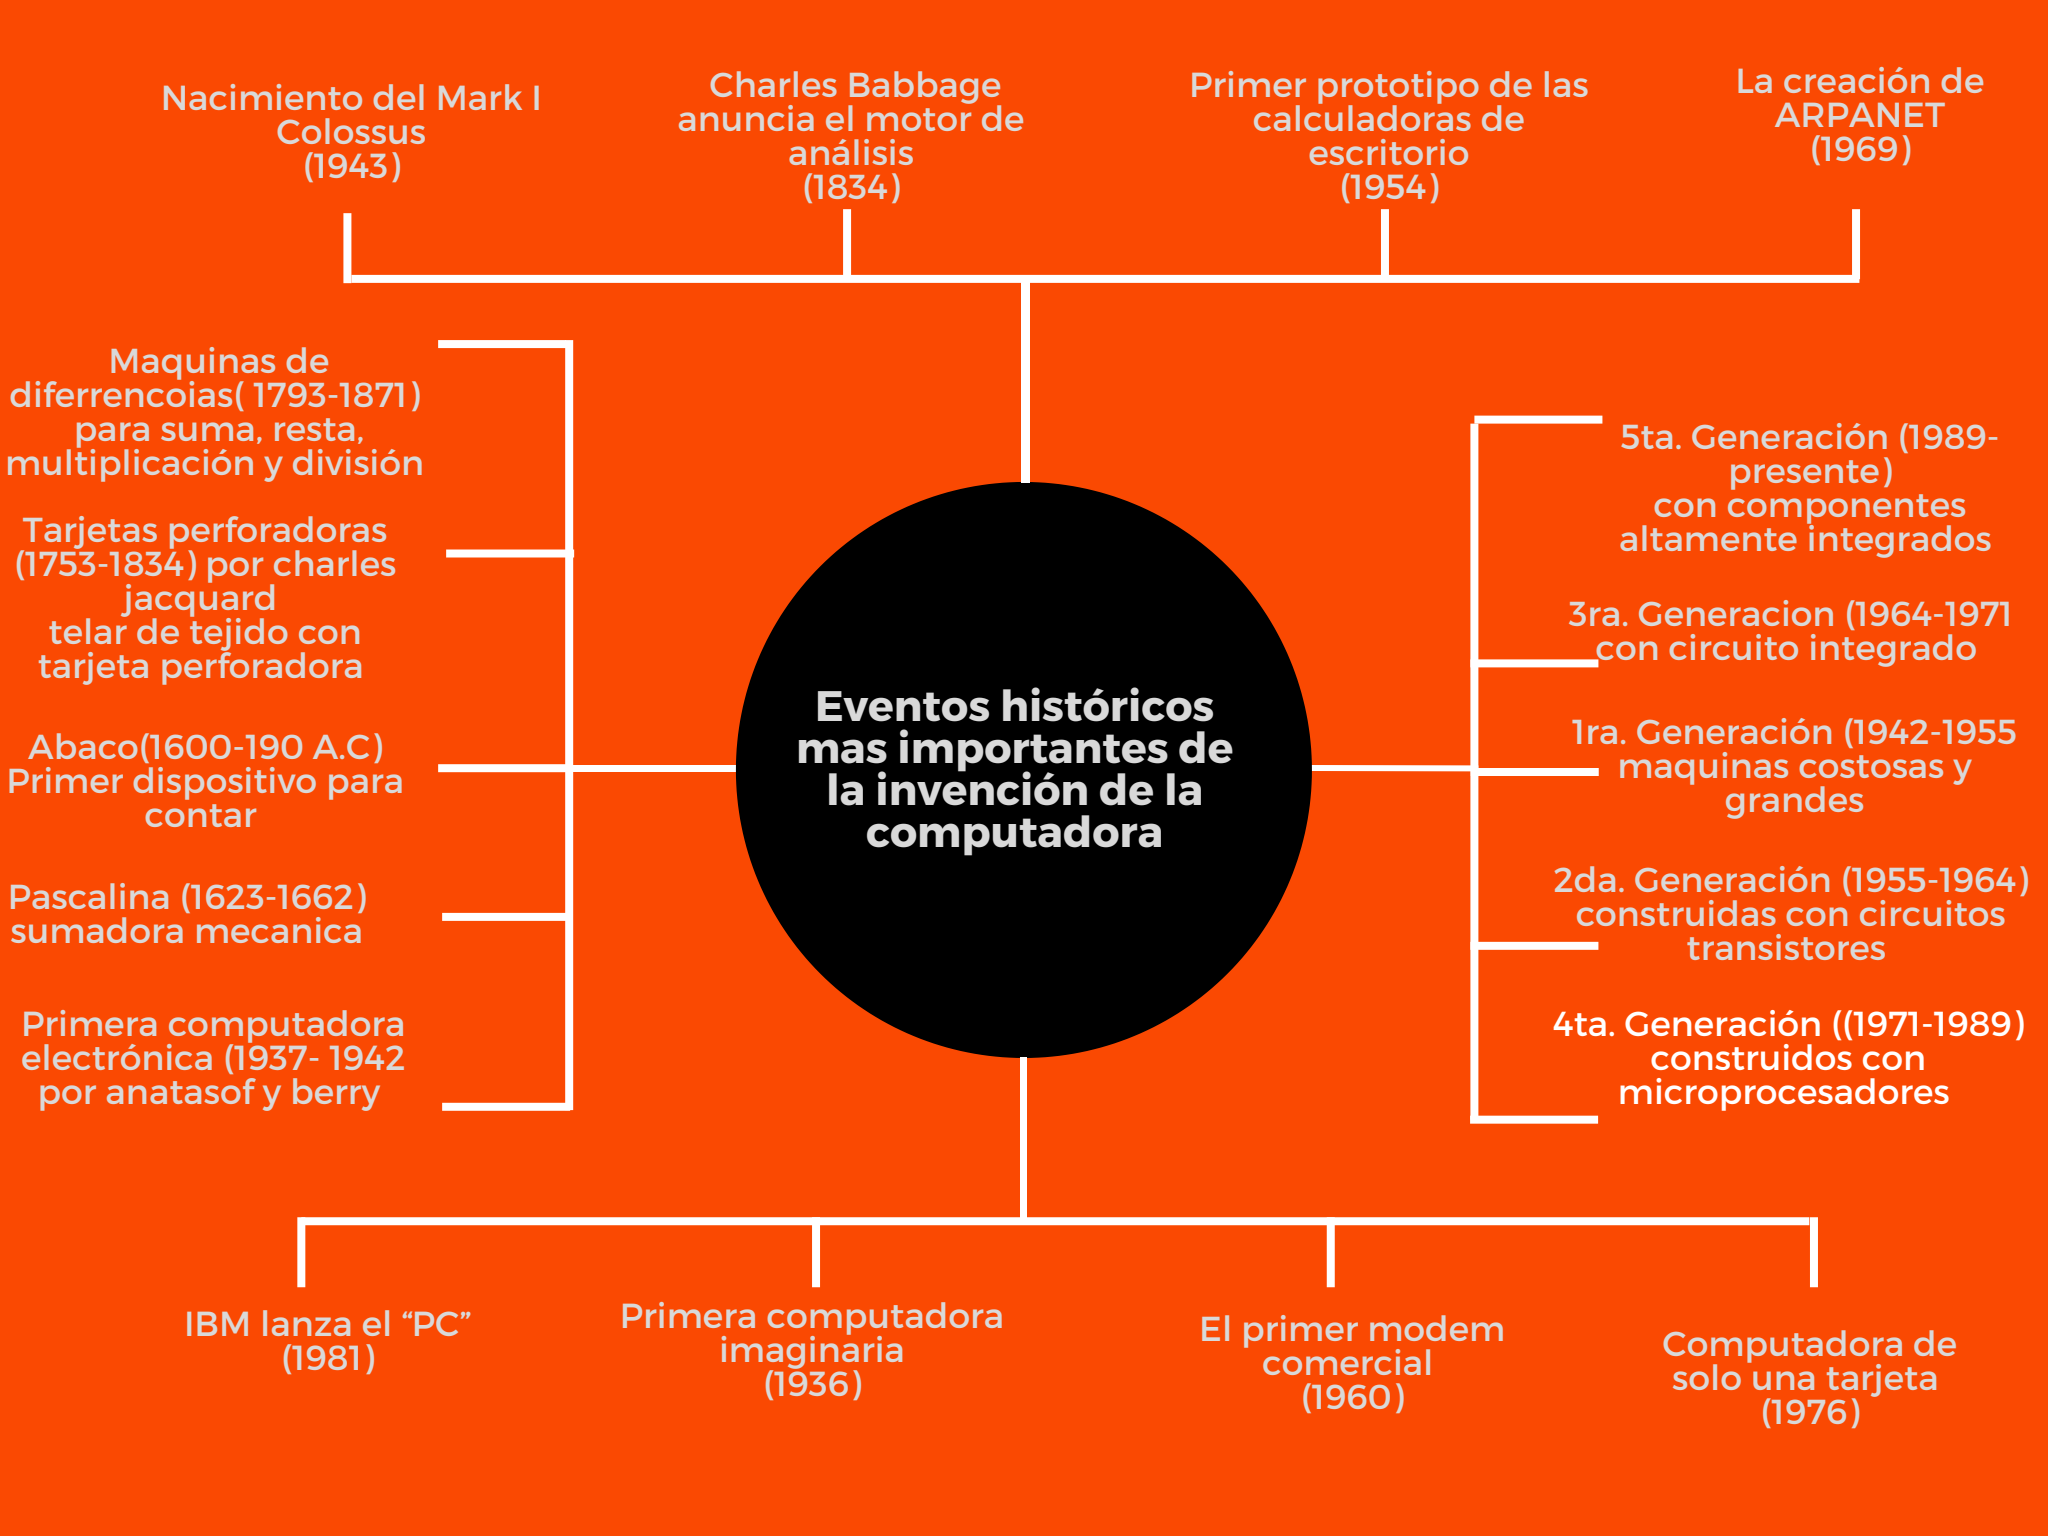 Nacimiento del Mark I
Colossus
(1943)
Charles Babbage
anuncia el motor de
análisis
(1834)
Primer prototipo de las
calculadoras de
escritorio
(1954)
La creación de
ARPANET
(1969)
Maquinas de
diferrencoias( 1793-1871)
para suma, resta,
multiplicación y división
Tarjetas perforadoras
(1753-1834) por charles
jacquard
telar de tejido con
tarjeta perforadora
Abaco(1600-190 A.C)
Primer dispositivo para
contar
Pascalina (1623-1662)
sumadora mecanica
Primera computadora
electrónica (1937- 1942
por anatasof y berry
Eventos históricos
mas importantes de
la invención de la
computadora
5ta. Generación (1989-
presente)
con componentes
altamente integrados
3ra. Generacion (1964-1971
con circuito integrado
1ra. Generación (1942-1955
maquinas costosas y
grandes
2da. Generación (1955-1964)
construidas con circuitos
transistores
4ta. Generación ((1971-1989)
construidos con
microprocesadores
IBM lanza el “PC”
(1981)
Primera computadora
imaginaria
(1936)
El primer modem
comercial
(1960)
Computadora de
solo una tarjeta
(1976)